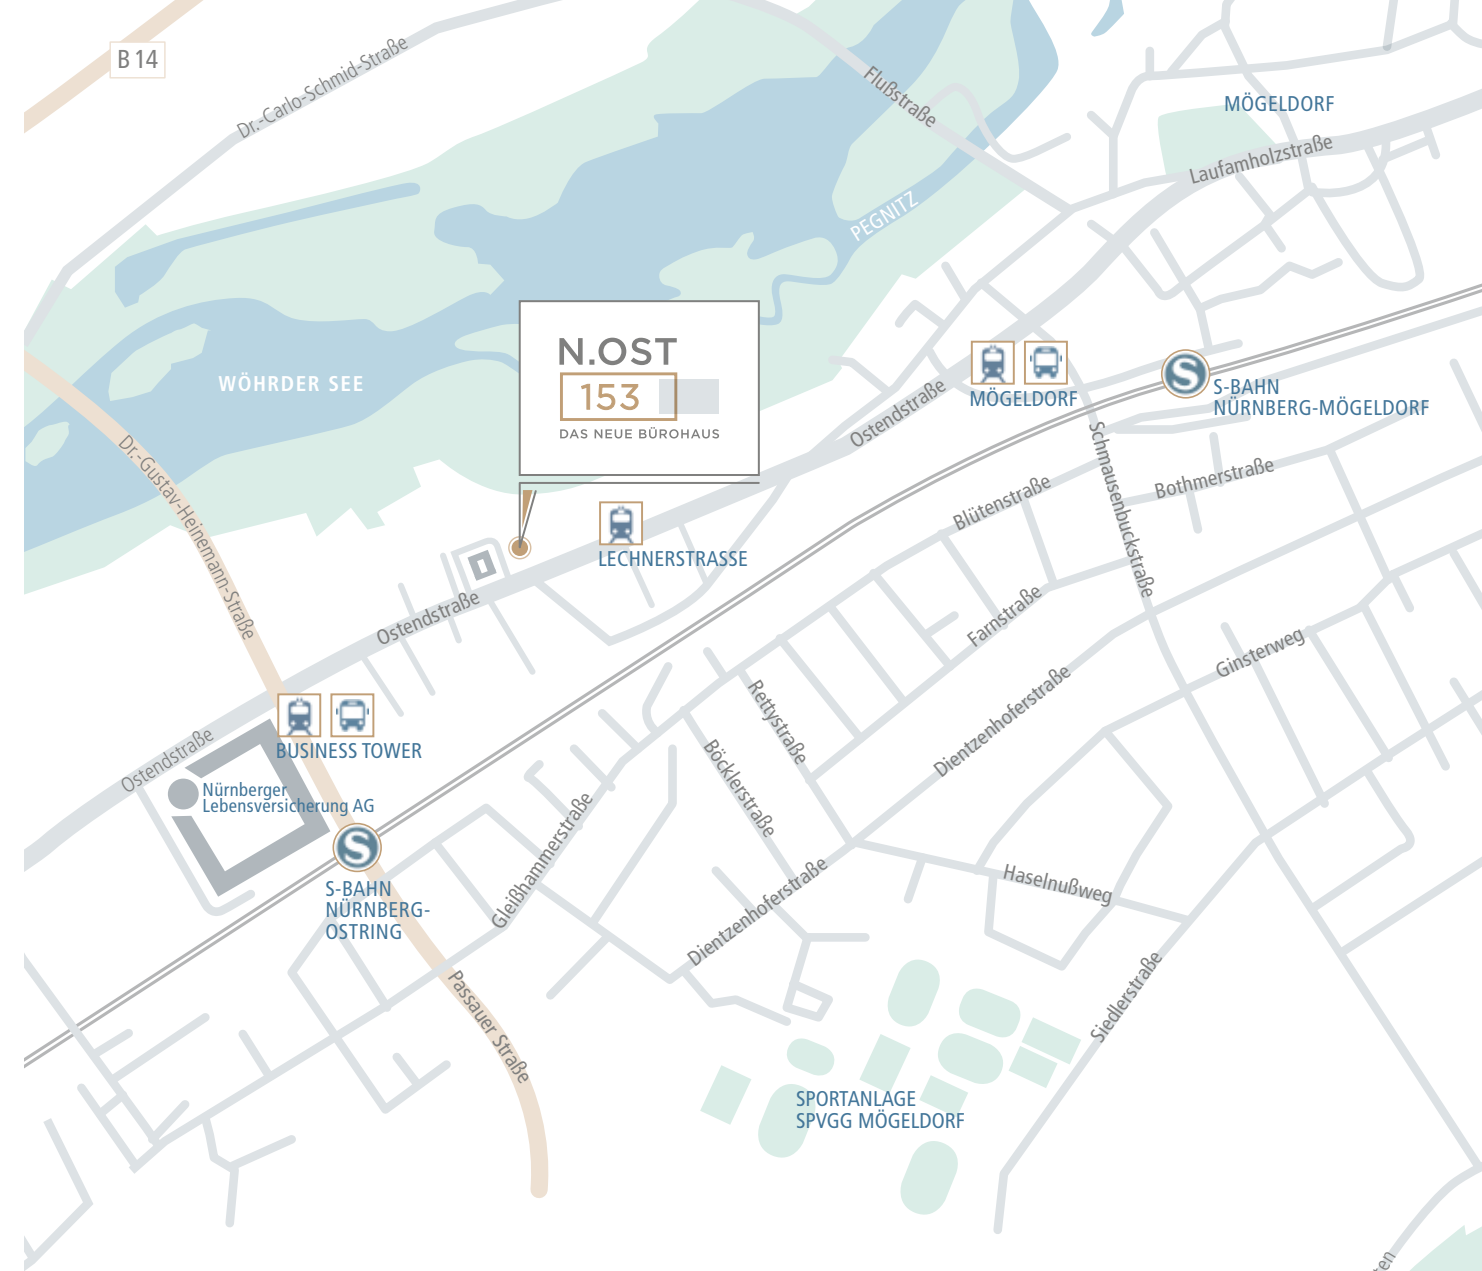 B 14
Dr.-Carlo-Schmid-Straße
Flußstraße
MÖGELDORF
Laufamholzstraße
PEGNITZ
WÖHRDER SEE
N.OST
153
DAS NEUE BÜROHAUS
MÖGELDORF
S-BAHN
NÜRNBERG-MÖGELDORF
Ostendstraße
Dr.-Gustav-Heinemann-Straße
Schmausenbuckstraße
Bothmerstraße
Blütenstraße
LECHNERSTRASSE
Ostendstraße
Farnstraße
Ginsterweg
Rettystraße
Dientzenhoferstraße
BUSINESS TOWER
Ostendstraße
Böcklerstraße
Nürnberger
Lebensversicherung AG
S
S
S-BAHN
NÜRNBERG-
OSTRING
Gleißhammerstraße
Haselnußweg
Dientzenhoferstraße
Siedlerstraße
Passauer Straße
SPORTANLAGE
SPVGG MÖGELDORF
ten